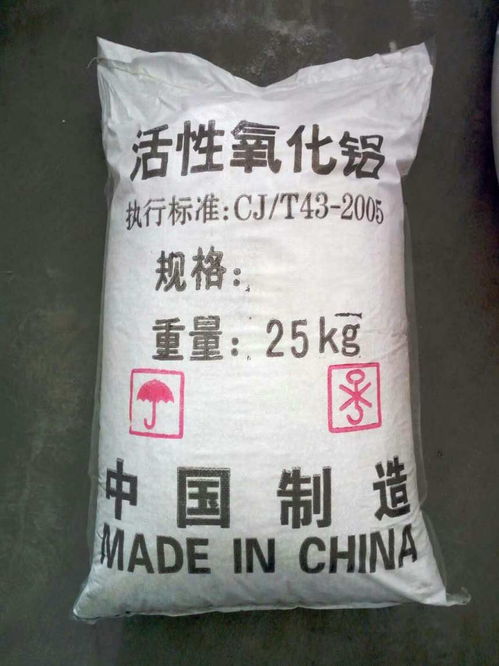 活性氧化铝
执行标准:CJ/T43-2005
规格:
重量:25kg
中国制造
MADE IN CHINA